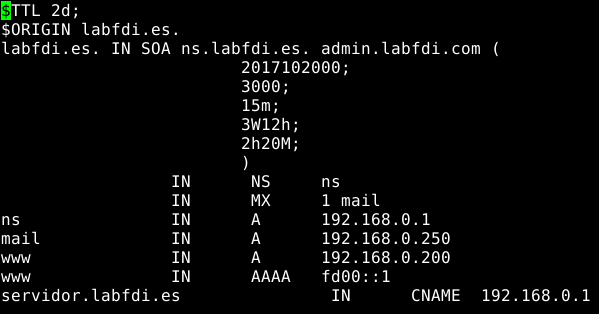 $TTL 2d;
$ORIGIN labfdi.es.
labfdi.es. IN SOA ns.labfdi.es. admin.labfdi.com (
2017102000;
3000;
15m;
3W12h;
2h20M;
)
IN NS ns
IN MX 1 mail
ns IN A 192.168.0.1
mail IN A 192.168.0.250
www IN A 192.168.0.200
www IN AAAA fd00::1
servidor.labfdi.es IN CNAME 192.168.0.1